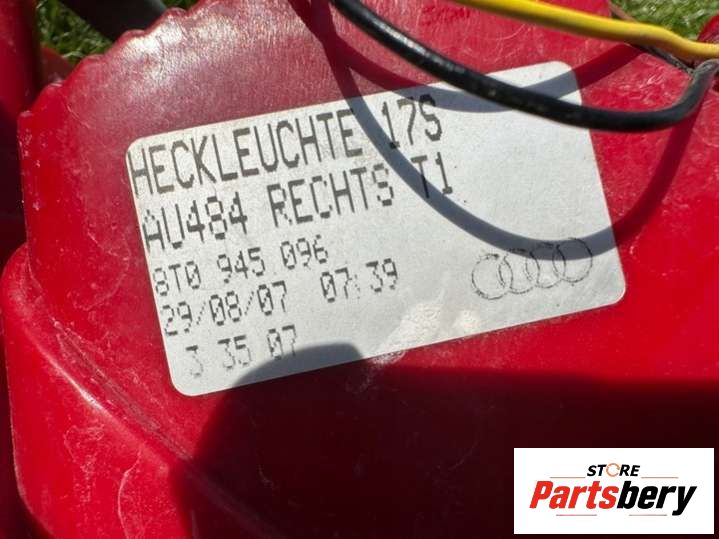 HECKLEUCHTE 17S
AU484 RECHTS T1
8T0 945 096
29/08/07 07:39
3 35 07
STORE
Partsbery